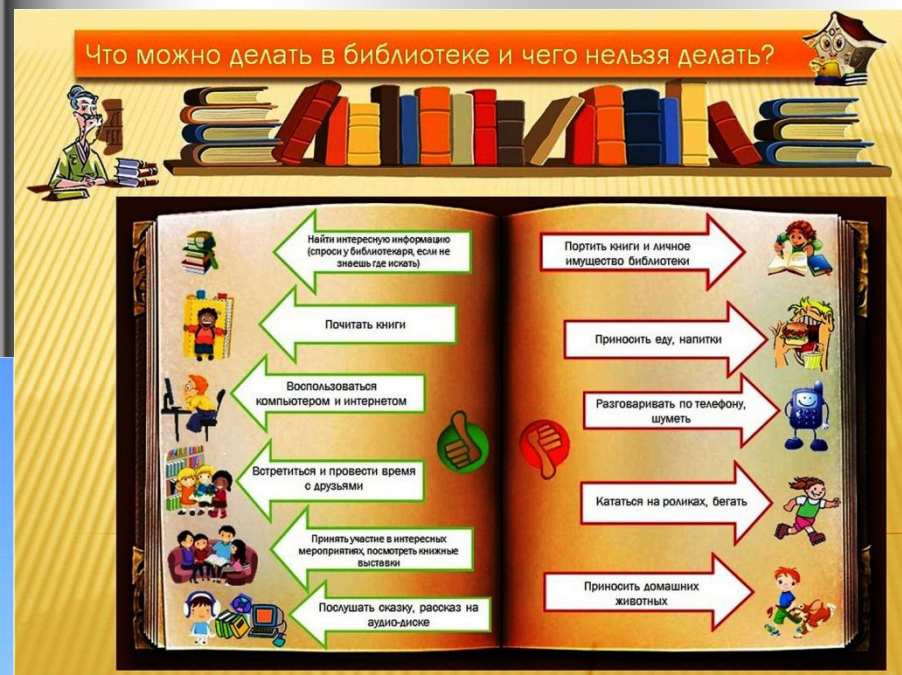 Что можно делать в библиотеке и чего нельзя делать?
Найти интересную информацию
(спроси у библиотекаря, если не
знаешь где искать)
Почитать книги
Воспользоваться
компьютером и интернетом
Встретиться и провести время
с друзьями
Принять участие в интересных
мероприятиях, посмотреть книжные
выставки
Послушать сказку, рассказ на
аудио-диске
Портить книги и личное
имущество библиотеки
Приносить еду, напитки
Разговаривать по телефону,
шуметь
Кататься на роликах, бегать
Приносить домашних
животных